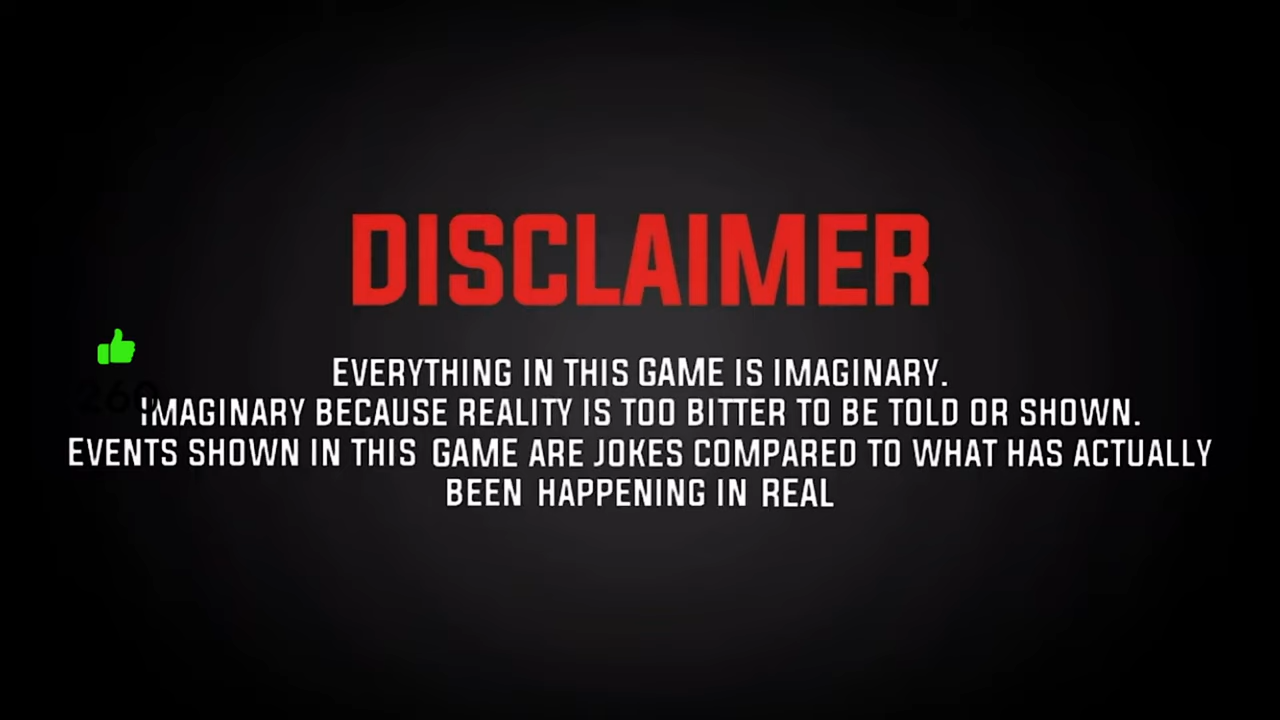 DISCLAIMER
EVERYTHING IN THIS GAME IS IMAGINARY.
260
IMAGINARY BECAUSE REALITY IS TOO BITTER TO BE TOLD OR SHOWN.
EVENTS SHOWN IN THIS GAME ARE JOKES COMPARED TO WHAT HAS ACTUALLY
BEEN HAPPENING IN REAL